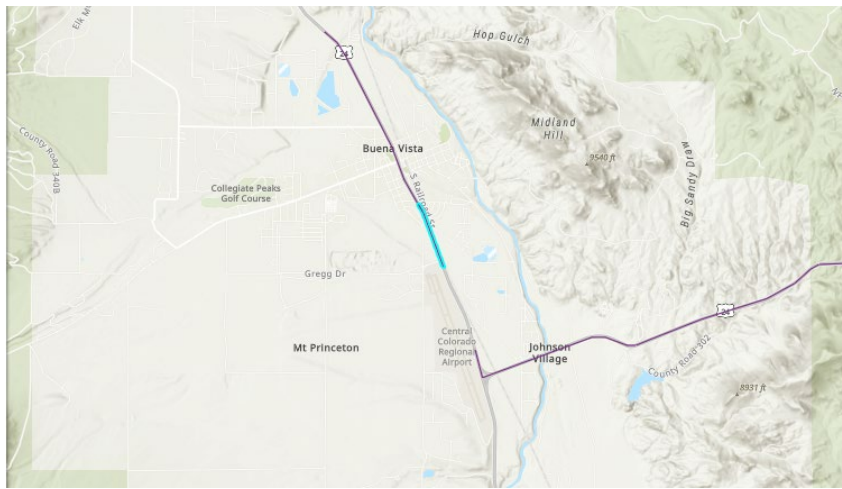 Elk M
24
Hop Gulch
Midland
Hill
9540 ft
County Road 340B
Buena Vista
Big Sandy Draw
Collegiate Peaks
Golf Course
S Railroad St
Gregg Dr
Central
Colorado
Regional
Airport
Mt Princeton
Johnson
Village
24
County Road 302
8931 ft